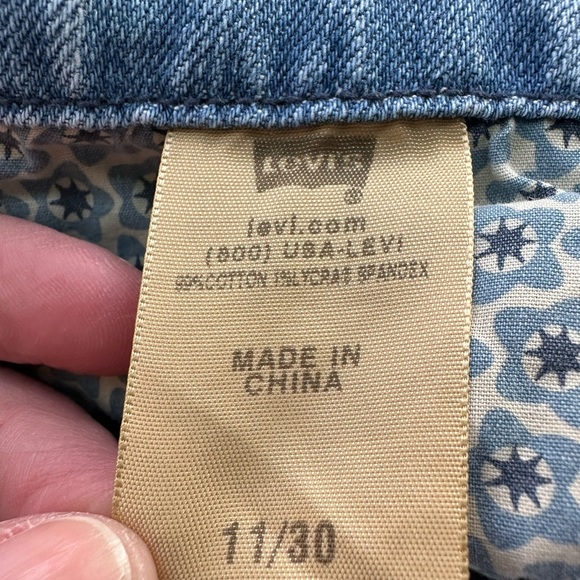 LEVI'S
®
levi.com
(800) USA-LEVI
99% COTTON 1% LYCRA® SPANDEX
MADE IN
CHINA
11/30